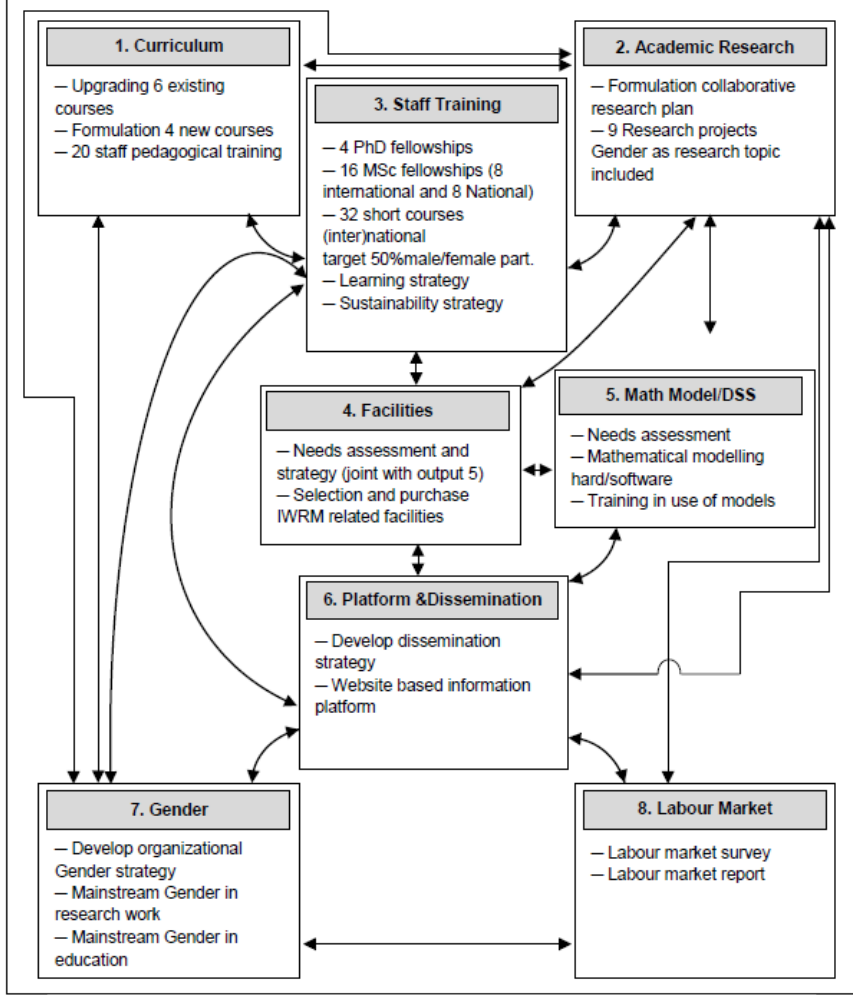 1. Curriculum
— Upgrading 6 existing
courses
— Formulation 4 new courses
— 20 staff pedagogical training
2. Academic Research
— Formulation collaborative
research plan
— 9 Research projects
Gender as research topic
included
3. Staff Training
— 4 PhD fellowships
— 16 MSc fellowships (8
international and 8 National)
— 32 short courses
(inter)national
target 50%male/female part.
— Learning strategy
— Sustainability strategy
4. Facilities
— Needs assessment and
strategy (joint with output 5)
— Selection and purchase
IWRM related facilities
5. Math Model/DSS
— Needs assessment
— Mathematical modelling
hard/software
— Training in use of models
6. Platform &Dissemination
— Develop dissemination
strategy
— Website based information
platform
7. Gender
— Develop organizational
Gender strategy
— Mainstream Gender in
research work
— Mainstream Gender in
education
8. Labour Market
— Labour market survey
— Labour market report